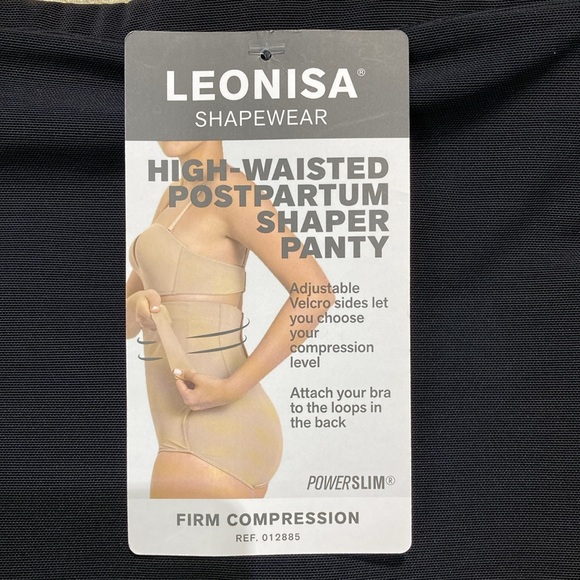 LEONISA®
SHAPEWEAR
HIGH-WAISTED
POSTPARTUM
SHAPER
PANTY
Adjustable
Velcro sides let
you choose
your
compression
level
Attach your bra
to the loops in
the back
POWERSLIM®
FIRM COMPRESSION
REF. 012885